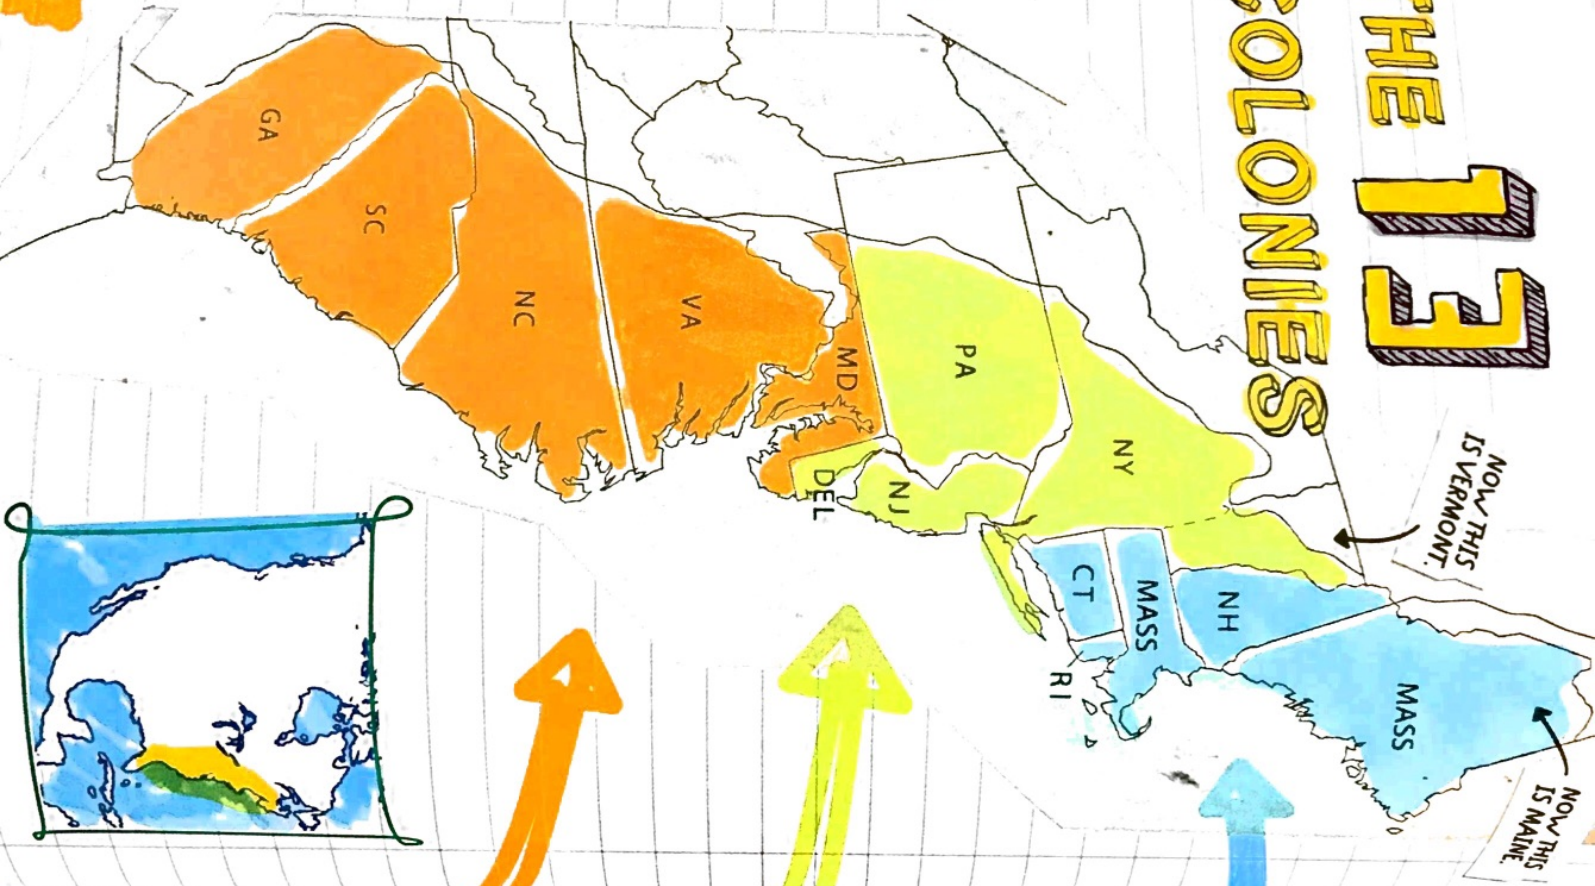 THE 13
COLONIES
NOW THIS
IS VERMONT.
NOW THIS
IS MAINE.
MASS
NH
MASS
CT
RI
NY
PA
NJ
DEL
MD
VA
NC
SC
GA